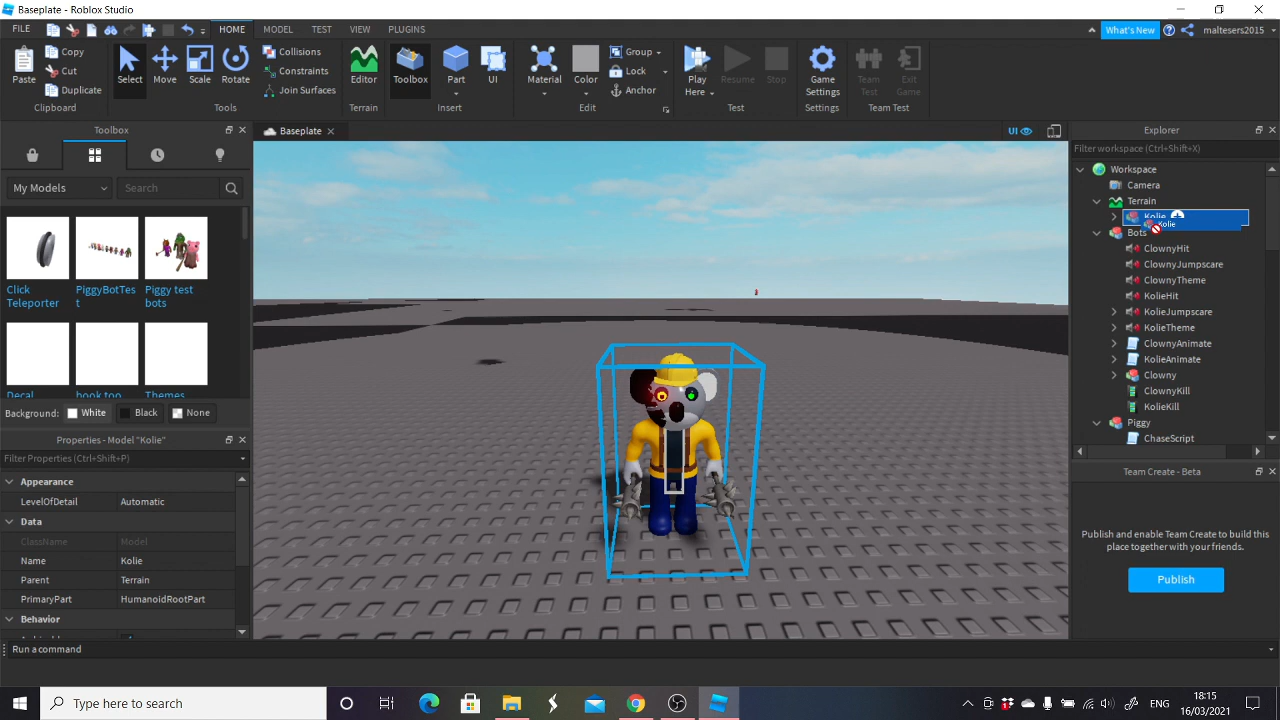 Baseplate - Roblox Studio
FILE
HOME
MODEL
TEST
VIEW
PLUGINS
What's New
maltesers2015
Paste
Copy
Cut
Duplicate
Clipboard
Select
Move
Scale
Rotate
Collisions
Constraints
Join Surfaces
Tools
Editor
Terrain
Toolbox
Part
UI
Insert
Material
Color
Group
Lock
Anchor
Edit
Play
Here
Resume
Stop
Test
Game
Settings
Settings
Team
Test
Exit
Game
Team Test
Toolbox
My Models
Search
Click
Teleporter
PiggyBotTes
t
Piggy test
bots
Decal
book too
Themes
Background:
White
Black
None
Properties - Model "Kolie"
Filter Properties (Ctrl+Shift+P)
Appearance
LevelOfDetail Automatic
Data
ClassName Model
Name Kolie
Parent Terrain
PrimaryPart HumanoidRootPart
Behavior
Baseplate
UI
Explorer
Filter workspace (Ctrl+Shift+X)
Workspace
Camera
Terrain
Kolie
Kolie
Bots
ClownyHit
ClownyJumpscare
ClownyTheme
KolieHit
KolieJumpscare
KolieTheme
ClownyAnimate
KolieAnimate
Clowny
ClownyKill
KolieKill
Piggy
ChaseScript
Team Create - Beta
Publish and enable Team Create to build this
place together with your friends.
Publish
Run a command
Type here to search
ENG
18:15
16/03/2021